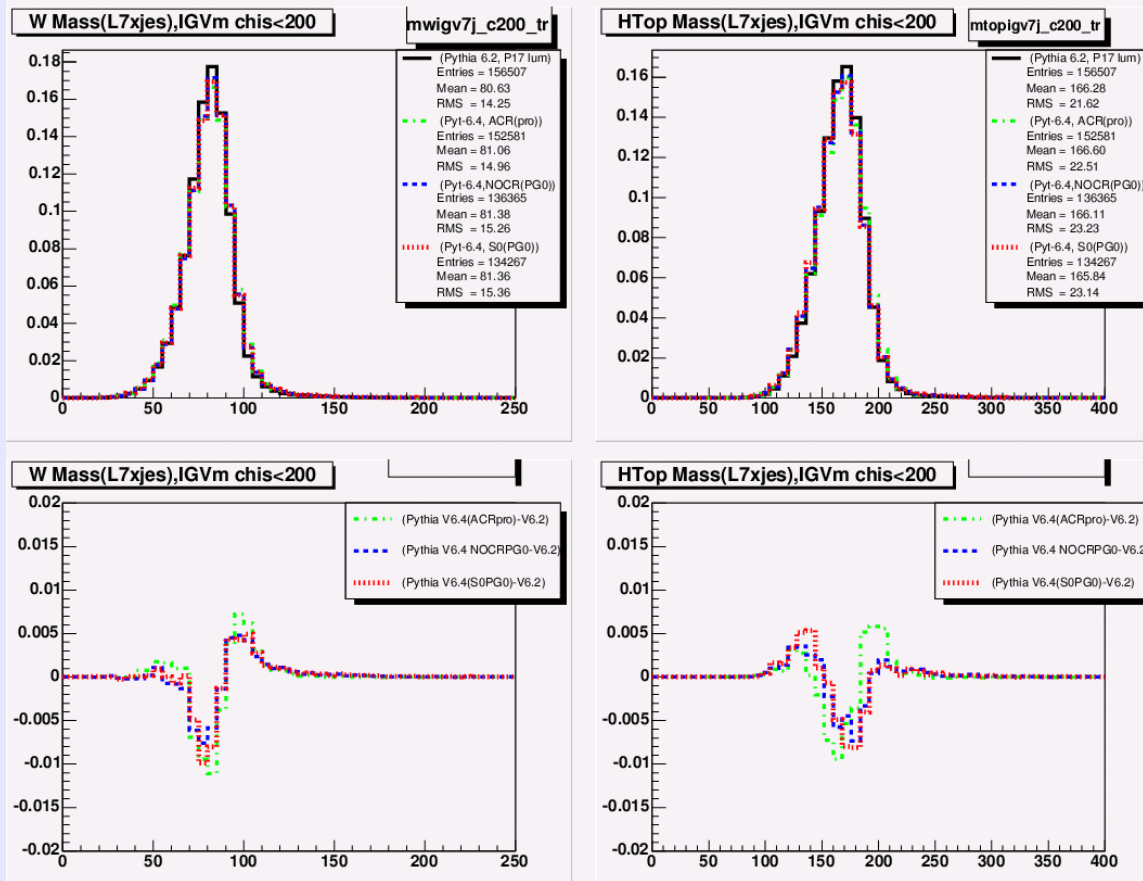 W Mass(L7xjes),IGVm chis<200
mwigv7j_c200_tr
(Pythia 6.2, P17 lum)
Entries = 156507
Mean = 80.63
RMS = 14.25
(Pyt-6.4, ACR(pro))
Entries = 152581
Mean = 81.06
RMS = 14.96
(Pyt-6.4,NOCR(PG0))
Entries = 136365
Mean = 81.38
RMS = 15.26
(Pyt-6.4, S0(PG0))
Entries = 134267
Mean = 81.36
RMS = 15.36
0.18
0.16
0.14
0.12
0.1
0.08
0.06
0.04
0.02
0
0 50 100 150 200 250
HTop Mass(L7xjes),IGVm chis<200
mtopigv7j_c200_tr
(Pythia 6.2, P17 lum)
Entries = 156507
Mean = 166.28
RMS = 21.62
(Pyt-6.4, ACR(pro))
Entries = 152581
Mean = 166.60
RMS = 22.51
(Pyt-6.4,NOCR(PG0))
Entries = 136365
Mean = 166.11
RMS = 23.23
(Pyt-6.4, S0(PG0))
Entries = 134267
Mean = 165.84
RMS = 23.14
0.16
0.14
0.12
0.1
0.08
0.06
0.04
0.02
0
0 50 100 150 200 250 300 350 400
W Mass(L7xjes),IGVm chis<200
(Pythia V6.4(ACRpro)-V6.2)
(Pythia V6.4 NOCRPG0-V6.2)
(Pythia V6.4(S0PG0)-V6.2)
0.02
0.015
0.01
0.005
0
-0.005
-0.01
-0.015
-0.02
0 50 100 150 200 250
HTop Mass(L7xjes),IGVm chis<200
(Pythia V6.4(ACRpro)-V6.2)
(Pythia V6.4 NOCRPG0-V6.2
(Pythia V6.4(S0PG0)-V6.2)
0.02
0.015
0.01
0.005
0
-0.005
-0.01
-0.015
-0.02
0 50 100 150 200 250 300 350 400